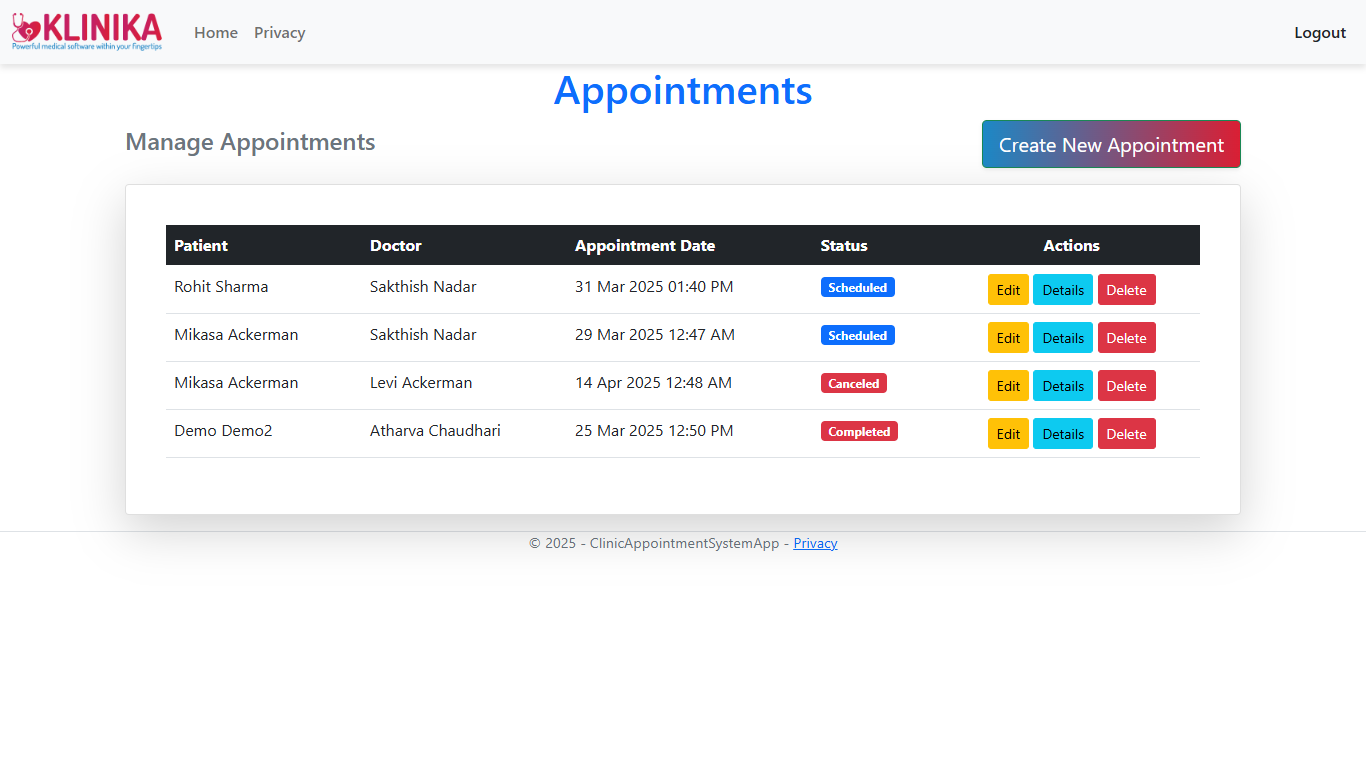 KLINIKA
Powerful medical software within your fingertips
Home Privacy Logout
Appointments
Manage Appointments Create New Appointment
Patient Doctor Appointment Date Status Actions
Rohit Sharma Sakthish Nadar 31 Mar 2025 01:40 PM Scheduled Edit Details Delete
Mikasa Ackerman Sakthish Nadar 29 Mar 2025 12:47 AM Scheduled Edit Details Delete
Mikasa Ackerman Levi Ackerman 14 Apr 2025 12:48 AM Canceled Edit Details Delete
Demo Demo2 Atharva Chaudhari 25 Mar 2025 12:50 PM Completed Edit Details Delete
© 2025 - ClinicAppointmentSystemApp - Privacy